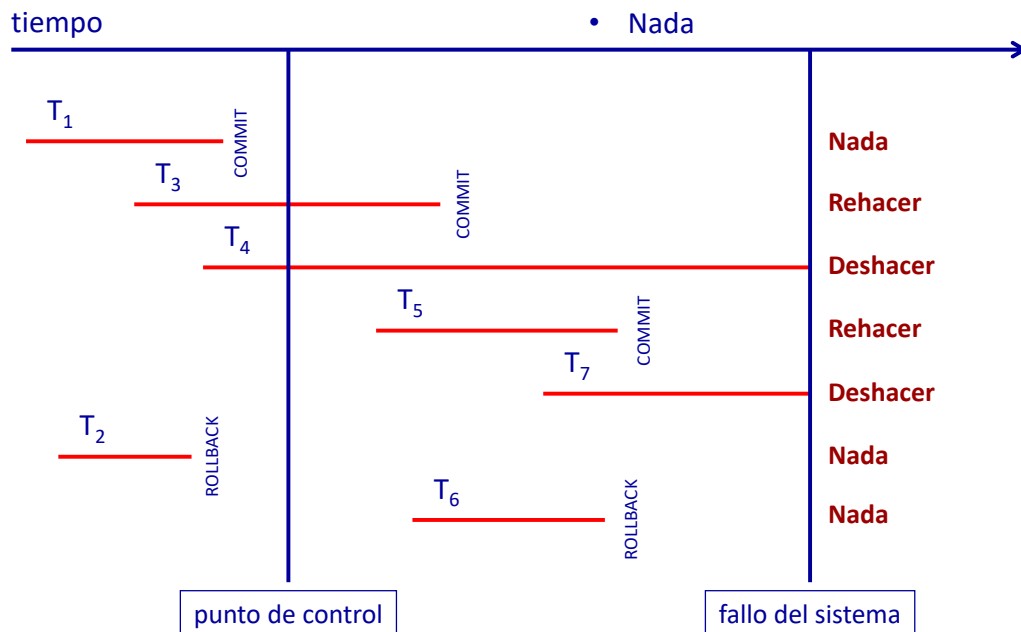 tiempo
• Nada
T1
COMMIT
Nada
T3
COMMIT
Rehacer
T4
Deshacer
T5
COMMIT
Rehacer
T7
Deshacer
T2
ROLLBACK
Nada
T6
ROLLBACK
Nada
punto de control
fallo del sistema